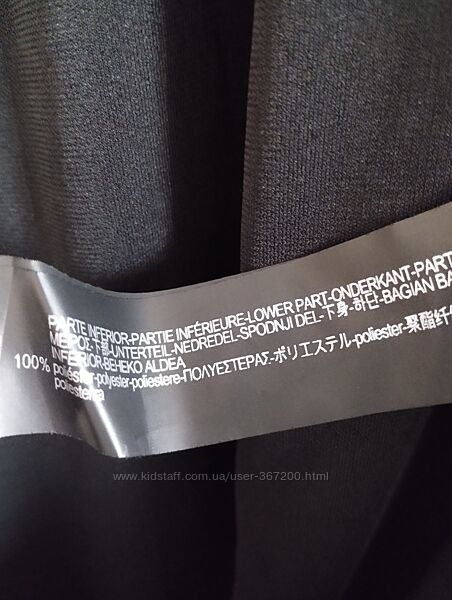 PARTE INFERIOR-PARTIE INFÉRIEURE-LOWER PART-ONDERKANT-PART
ΜΕΡΟΣ-下部-UNTERTEIL-NEDREDEL-SPODNJI DEL-下身-하단-BAGIAN BA
INFERIOR-BEHEKO ALDEA
100% poliéster-polyester-poliestere-ΠΟΛΥΕΣΤΕΡΑΣ-ポリエステル-poliester-聚酯纤
poliesterra
www.kidstaff.com.ua/user-367200.html